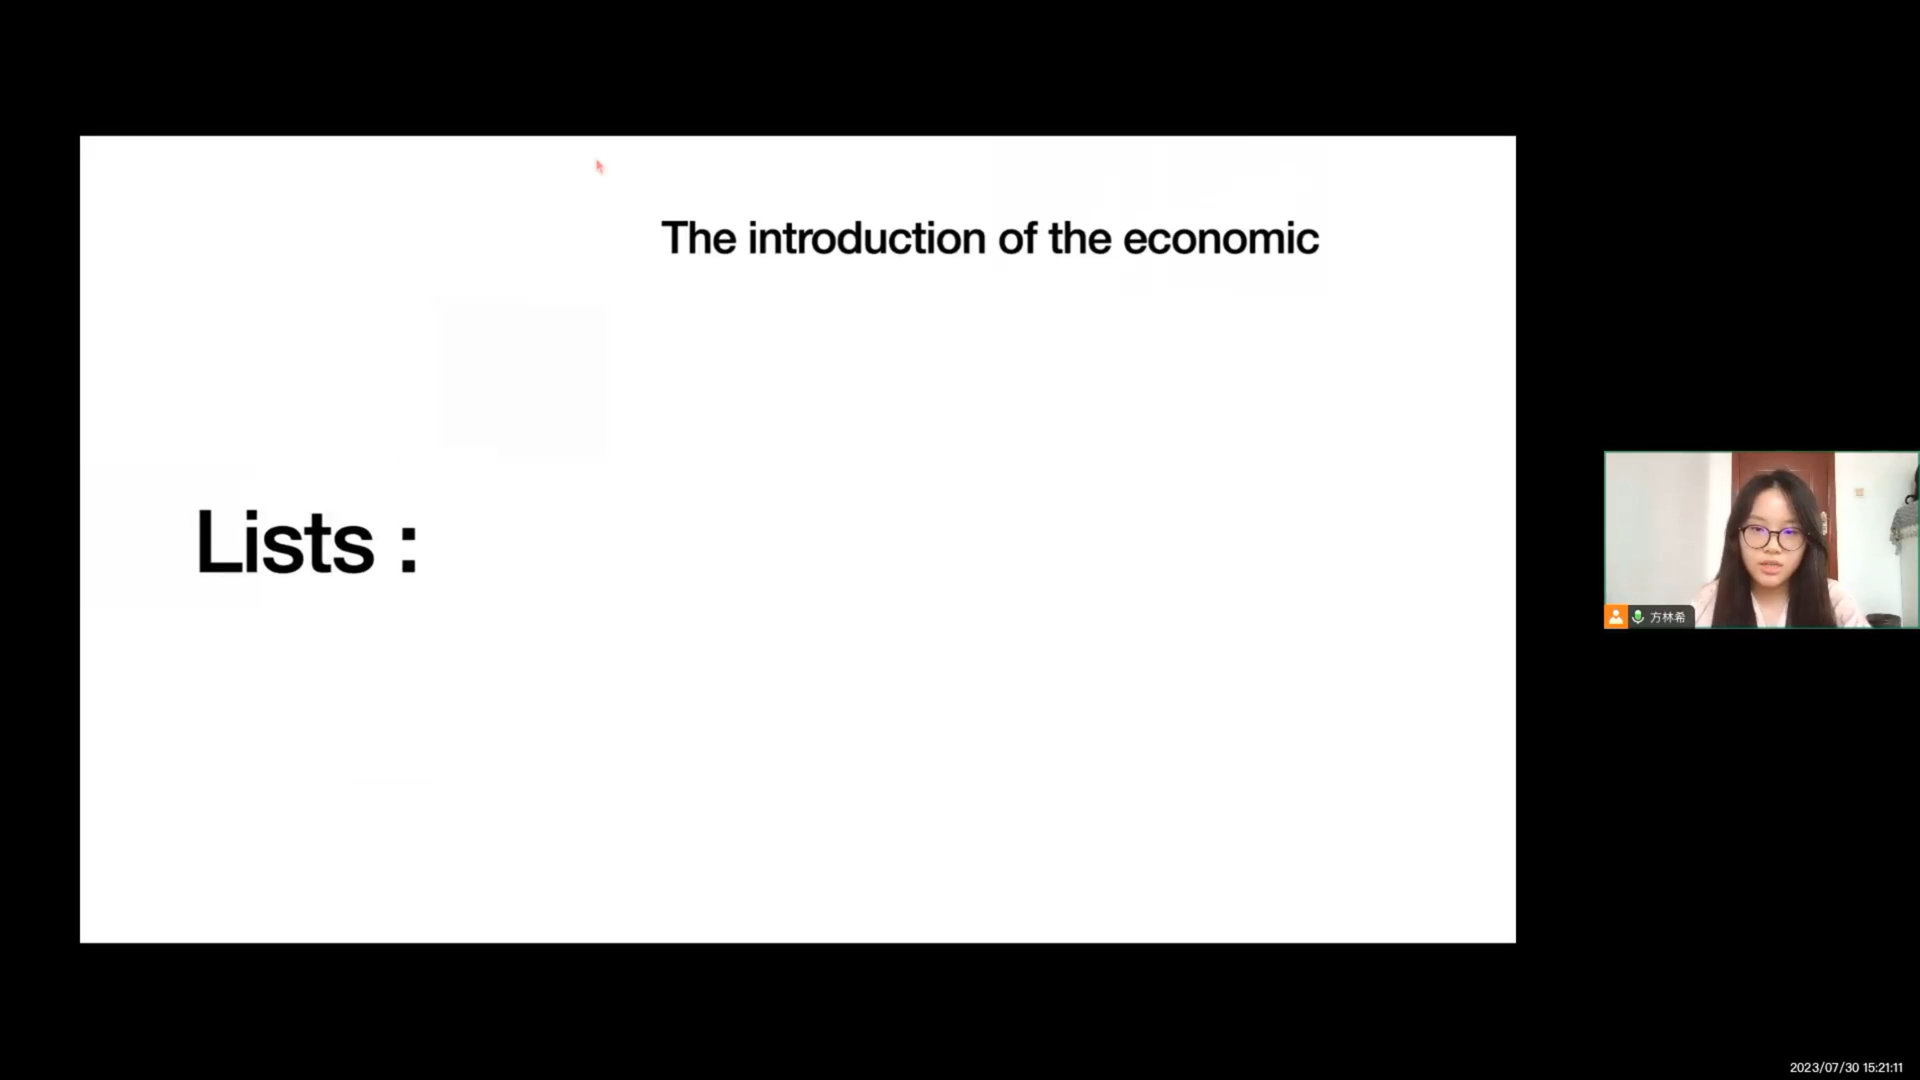 The introduction of the economic
Lists :
方林希
2023/07/30 15:21:11